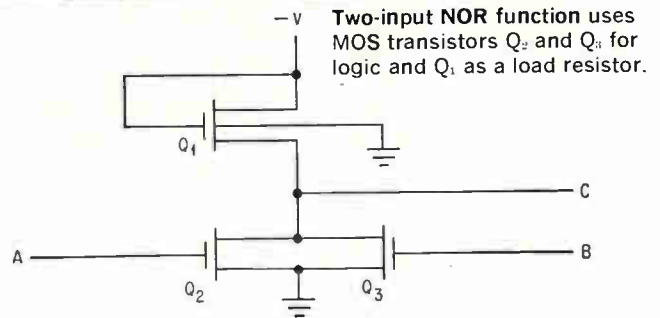 –V
Two-input NOR function uses
MOS transistors Q₂ and Q₃ for
logic and Q₁ as a load resistor.
Q₁
C
A
B
Q₂
Q₃